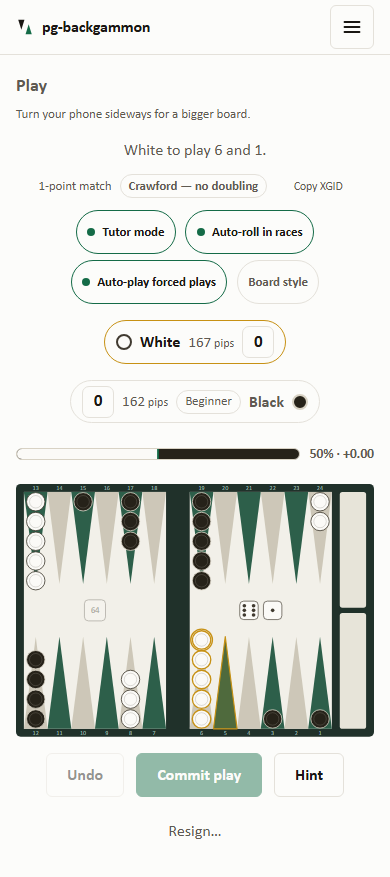 pg-backgammon
Play
Turn your phone sideways for a bigger board.
White to play 6 and 1.
1-point match Crawford — no doubling Copy XGID
Tutor mode Auto-roll in races
Auto-play forced plays Board style
White 167 pips 0
0 162 pips Beginner Black
50% · +0.00
13 14 15 16 17 18 19 20 21 22 23 24
64
12 11 10 9 8 7 6 5 4 3 2 1
Undo Commit play Hint
Resign...